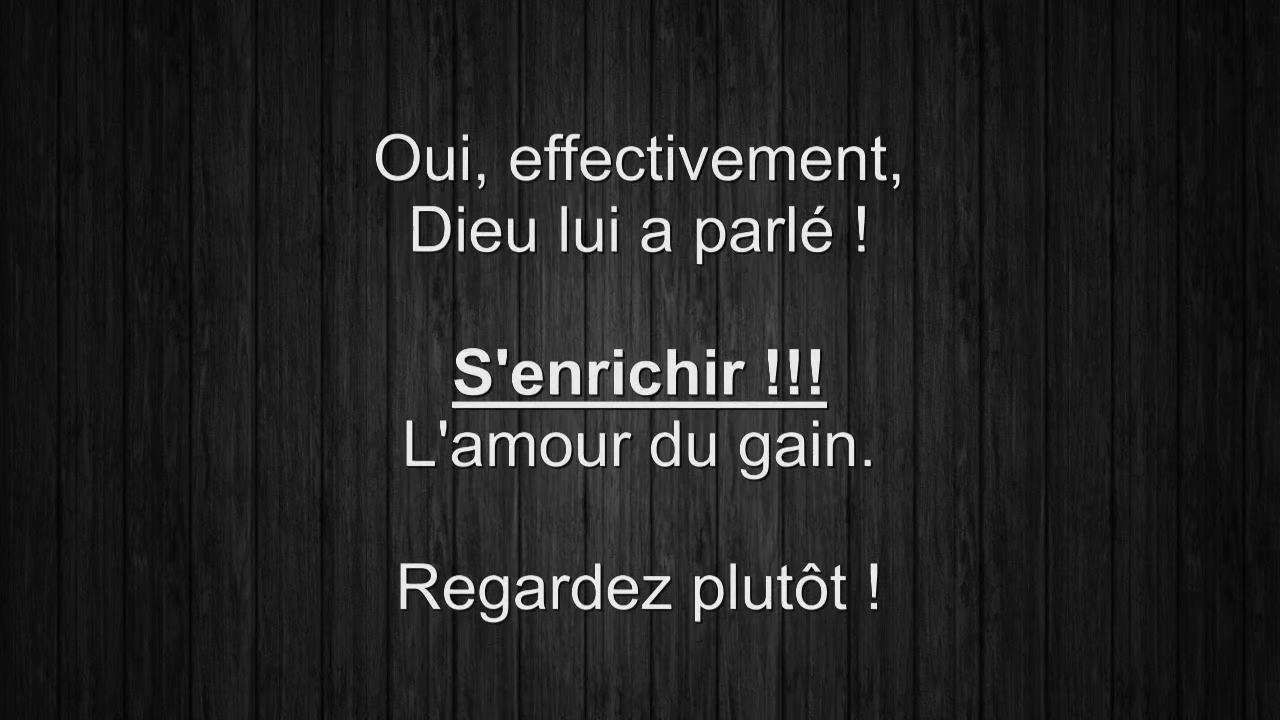 Oui, effectivement,
Dieu lui a parlé !
S'enrichir !!!
L'amour du gain.
Regardez plutôt !